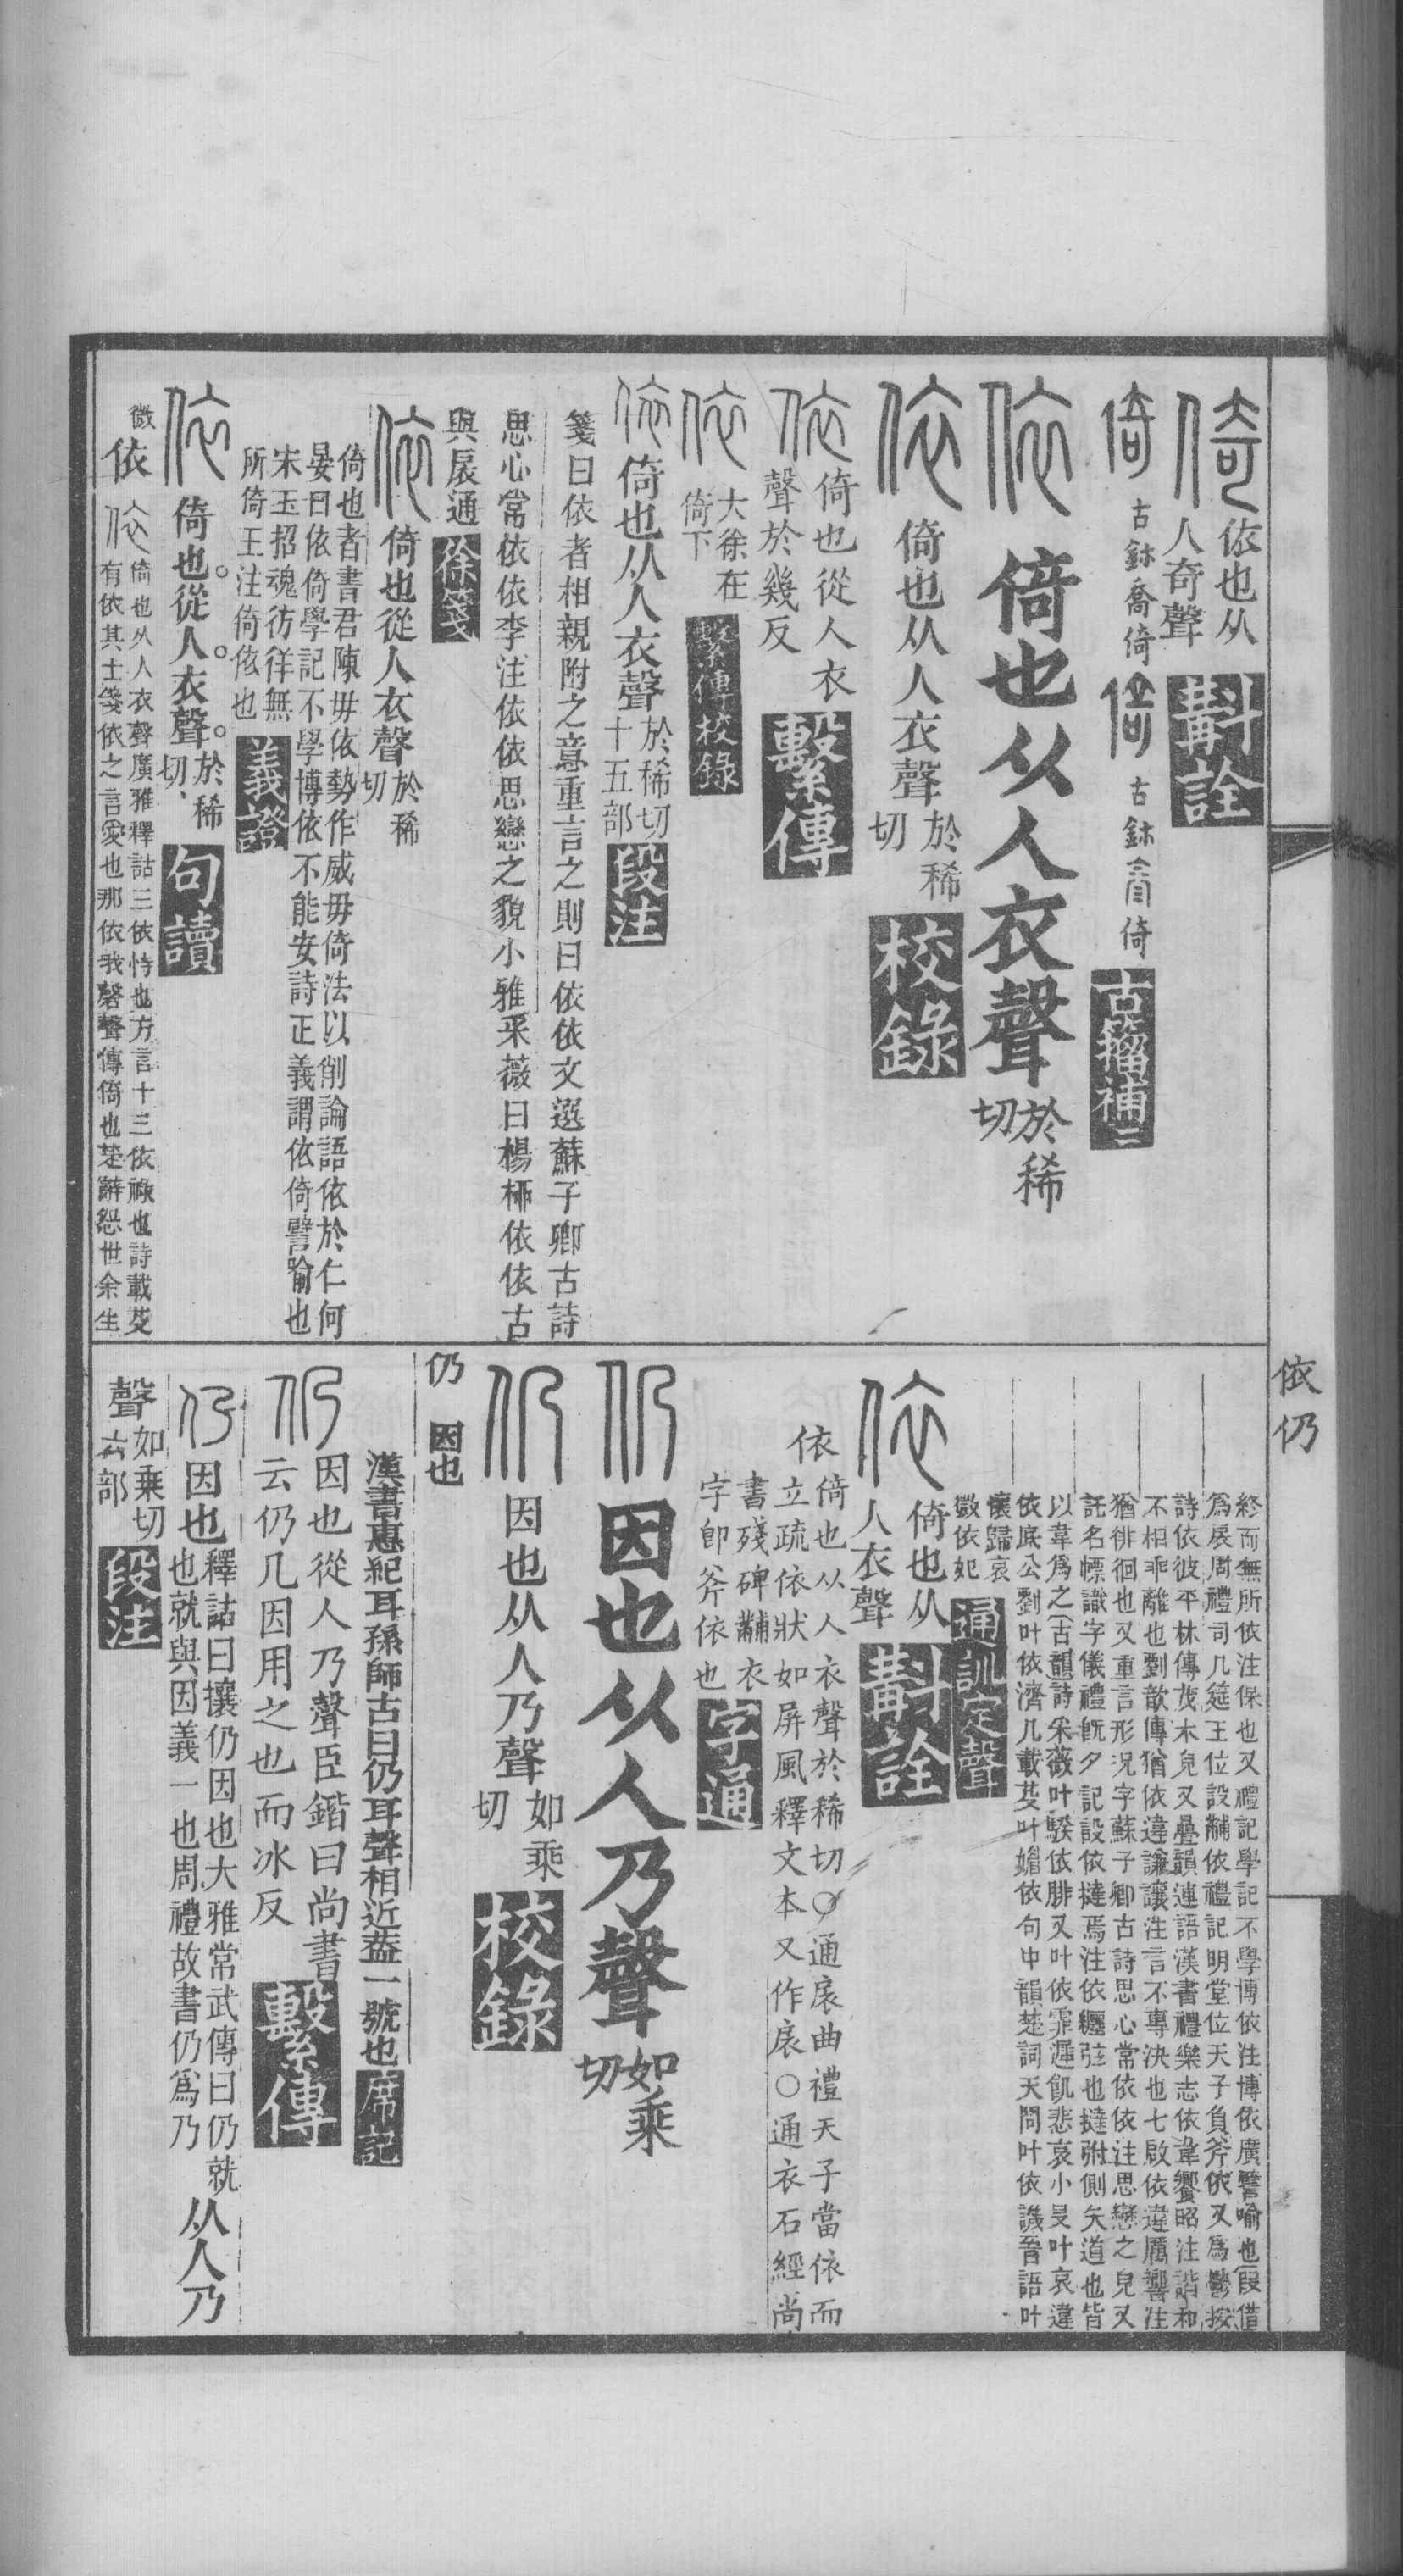 依也从
人奇聲
斠詮
古鉨喬倚
古鉨
倚
古籀補二
倚也从人衣聲
於稀
切
倚也从人衣聲
於稀
切
校錄
倚也從人衣
聲於幾反
繫傳
大徐在
倚下
繫傳校錄
倚也从人衣聲
於稀切
十五部
段注
箋曰依者相親附之意重言之則曰依依文選蘇子卿古詩
思心常依依李注依依思戀之貌小雅采薇曰楊柳依依古
與扆通
徐箋
倚也從人衣聲
於稀
切
倚也者書君陳毋依勢作威毋倚法以削論語依於仁何
晏曰依倚學記不學博依不能安詩正義謂依倚譬喻也
宋玉招魂彷徉無
所倚王注倚依也
義證
倚也從人衣聲
於稀
切
句讀
微
依
倚也从人衣聲廣雅釋詁三依恃也方言十三依祿也詩載芟
有依其士箋依之言愛也那依我磬聲傳倚也楚辭怨世余生
依仍
終而無所依注保也又禮記學記不學博依注博依廣譬喻也叚借
爲扆周禮司几筵王位設黼依禮記明堂位天子負斧依又爲
詩依彼平林傳茂木皃又疊韻連語漢書禮樂志依韋饗昭注諧和
不相乖離也劉歆傳猶依違謙讓注言不專決也七啟依違厲響注
猶徘徊也又重言形況字蘇子卿古詩思心常依依注思戀之皃又
託名幖識字儀禮旣夕記設依撻焉注依纏弦也撻弣側矢道也皆
以韋爲之古韻詩采薇叶騤依腓又叶依霏遲飢悲哀小旻叶哀違
依底公劉叶依濟几載芟叶媚依句中韻楚詞天問叶依譏晉語叶
懷歸哀
微依妃
通訓定聲
倚也从
人衣聲
斠詮
依
倚也从人衣聲於稀切○通扆曲禮天子當依而
立疏依狀如屏風釋文本又作扆○通衣石經尚
書殘碑黼衣
字卽斧依也
字通
因也从人乃聲
如乘
切
因也从人乃聲
如乘
切
校錄
仍
因也
漢書惠紀耳孫師古曰仍耳聲相近葢一號也
席記
因也從人乃聲臣鍇曰尚書
云仍几因用之也而冰反
繫傳
因也
釋詁曰攘仍因也大雅常武傳曰仍就
也就與因義一也周禮故書仍爲乃
从人乃
聲
如乘切
六部
段注